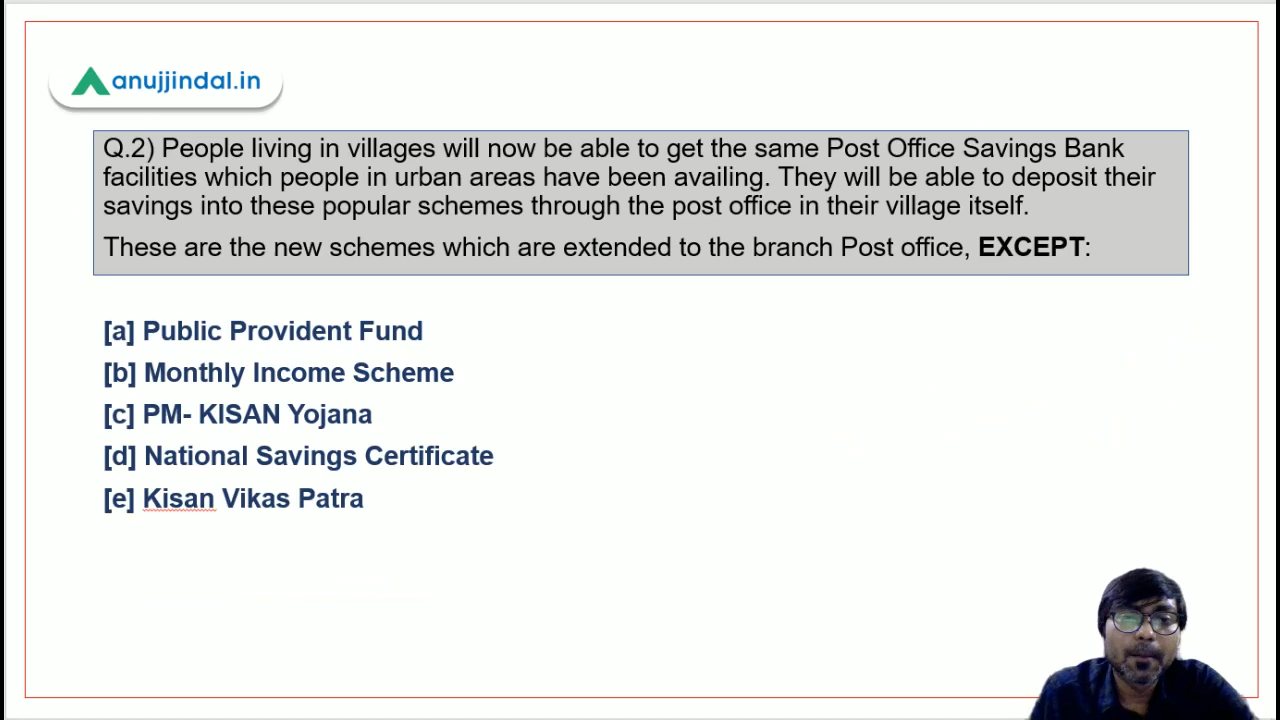 anujjindal.in
Q.2) People living in villages will now be able to get the same Post Office Savings Bank
facilities which people in urban areas have been availing. They will be able to deposit their
savings into these popular schemes through the post office in their village itself.
These are the new schemes which are extended to the branch Post office, EXCEPT:
[a] Public Provident Fund
[b] Monthly Income Scheme
[c] PM- KISAN Yojana
[d] National Savings Certificate
[e] Kisan Vikas Patra